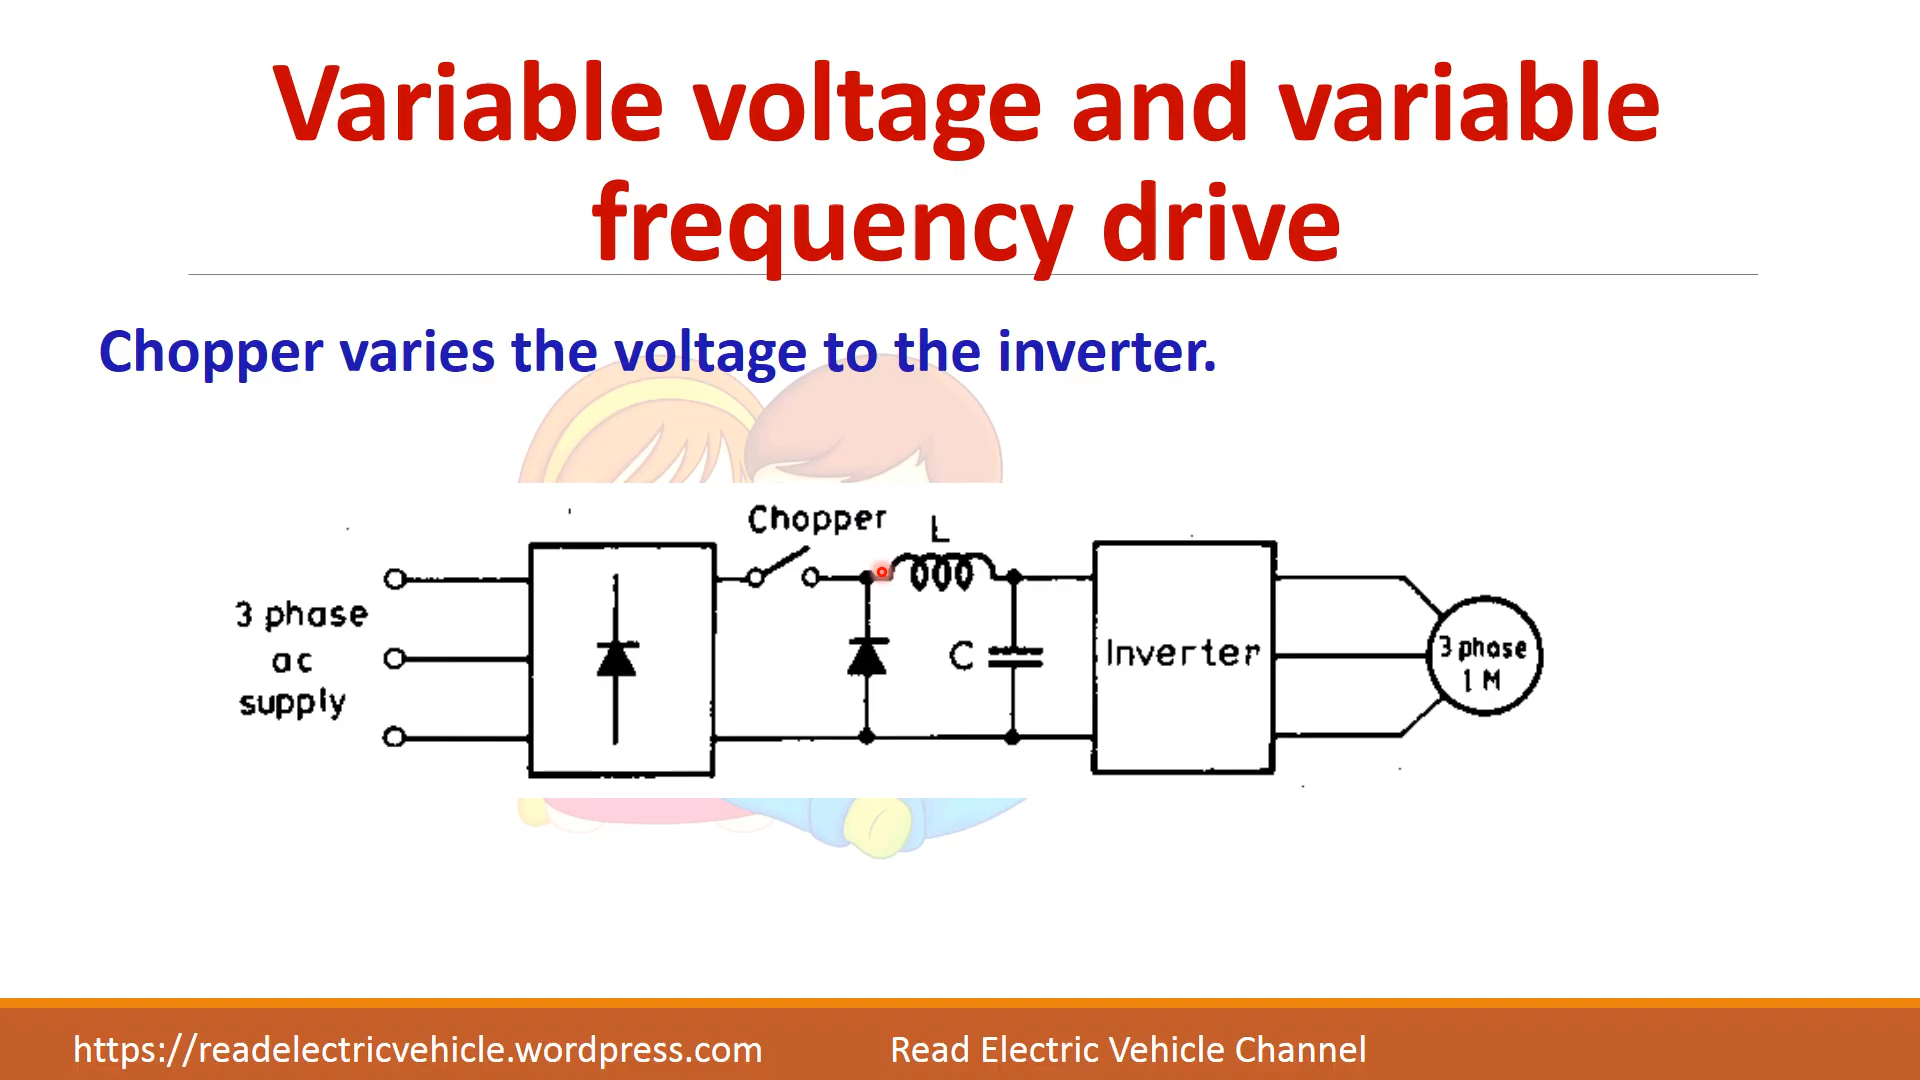 Variable voltage and variable
frequency drive
Chopper varies the voltage to the inverter.
Chopper
L
3 phase
ac
supply
C
Inverter
3 phase
1 M
https://readelectricvehicle.wordpress.com
Read Electric Vehicle Channel